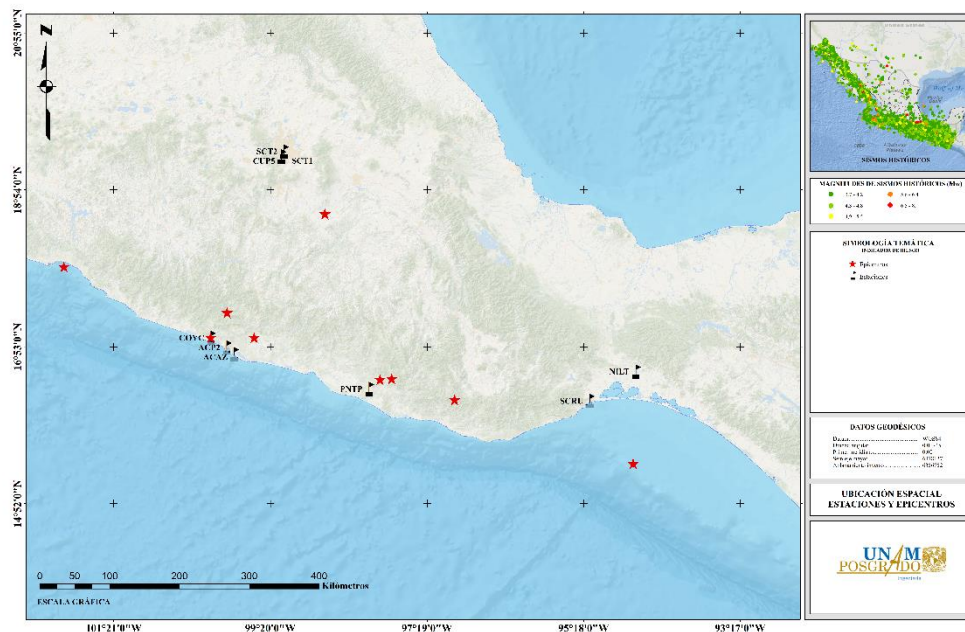 20°55'0"N
18°54'0"N
16°53'0"N
14°52'0"N
N
SCT2
CUP5 SCT1
COYC
ACP2
ACAZ
PNTP
NILT
SCRU
0 50 100 200 300 400
Kilómetros
ESCALA GRÁFICA
101°21'0"W 99°20'0"W 97°19'0"W 95°18'0"W 93°17'0"W
SISMOS HISTÓRICOS
MAGNITUDES DE SISMOS HISTÓRICOS (Mw)
SIMBOLOGÍA TEMÁTICA
Epicentros
Estaciones
DATOS GEODÉSICOS
UBICACIÓN ESPACIAL
ESTACIONES Y EPICENTROS
UNAM
POSGRADO